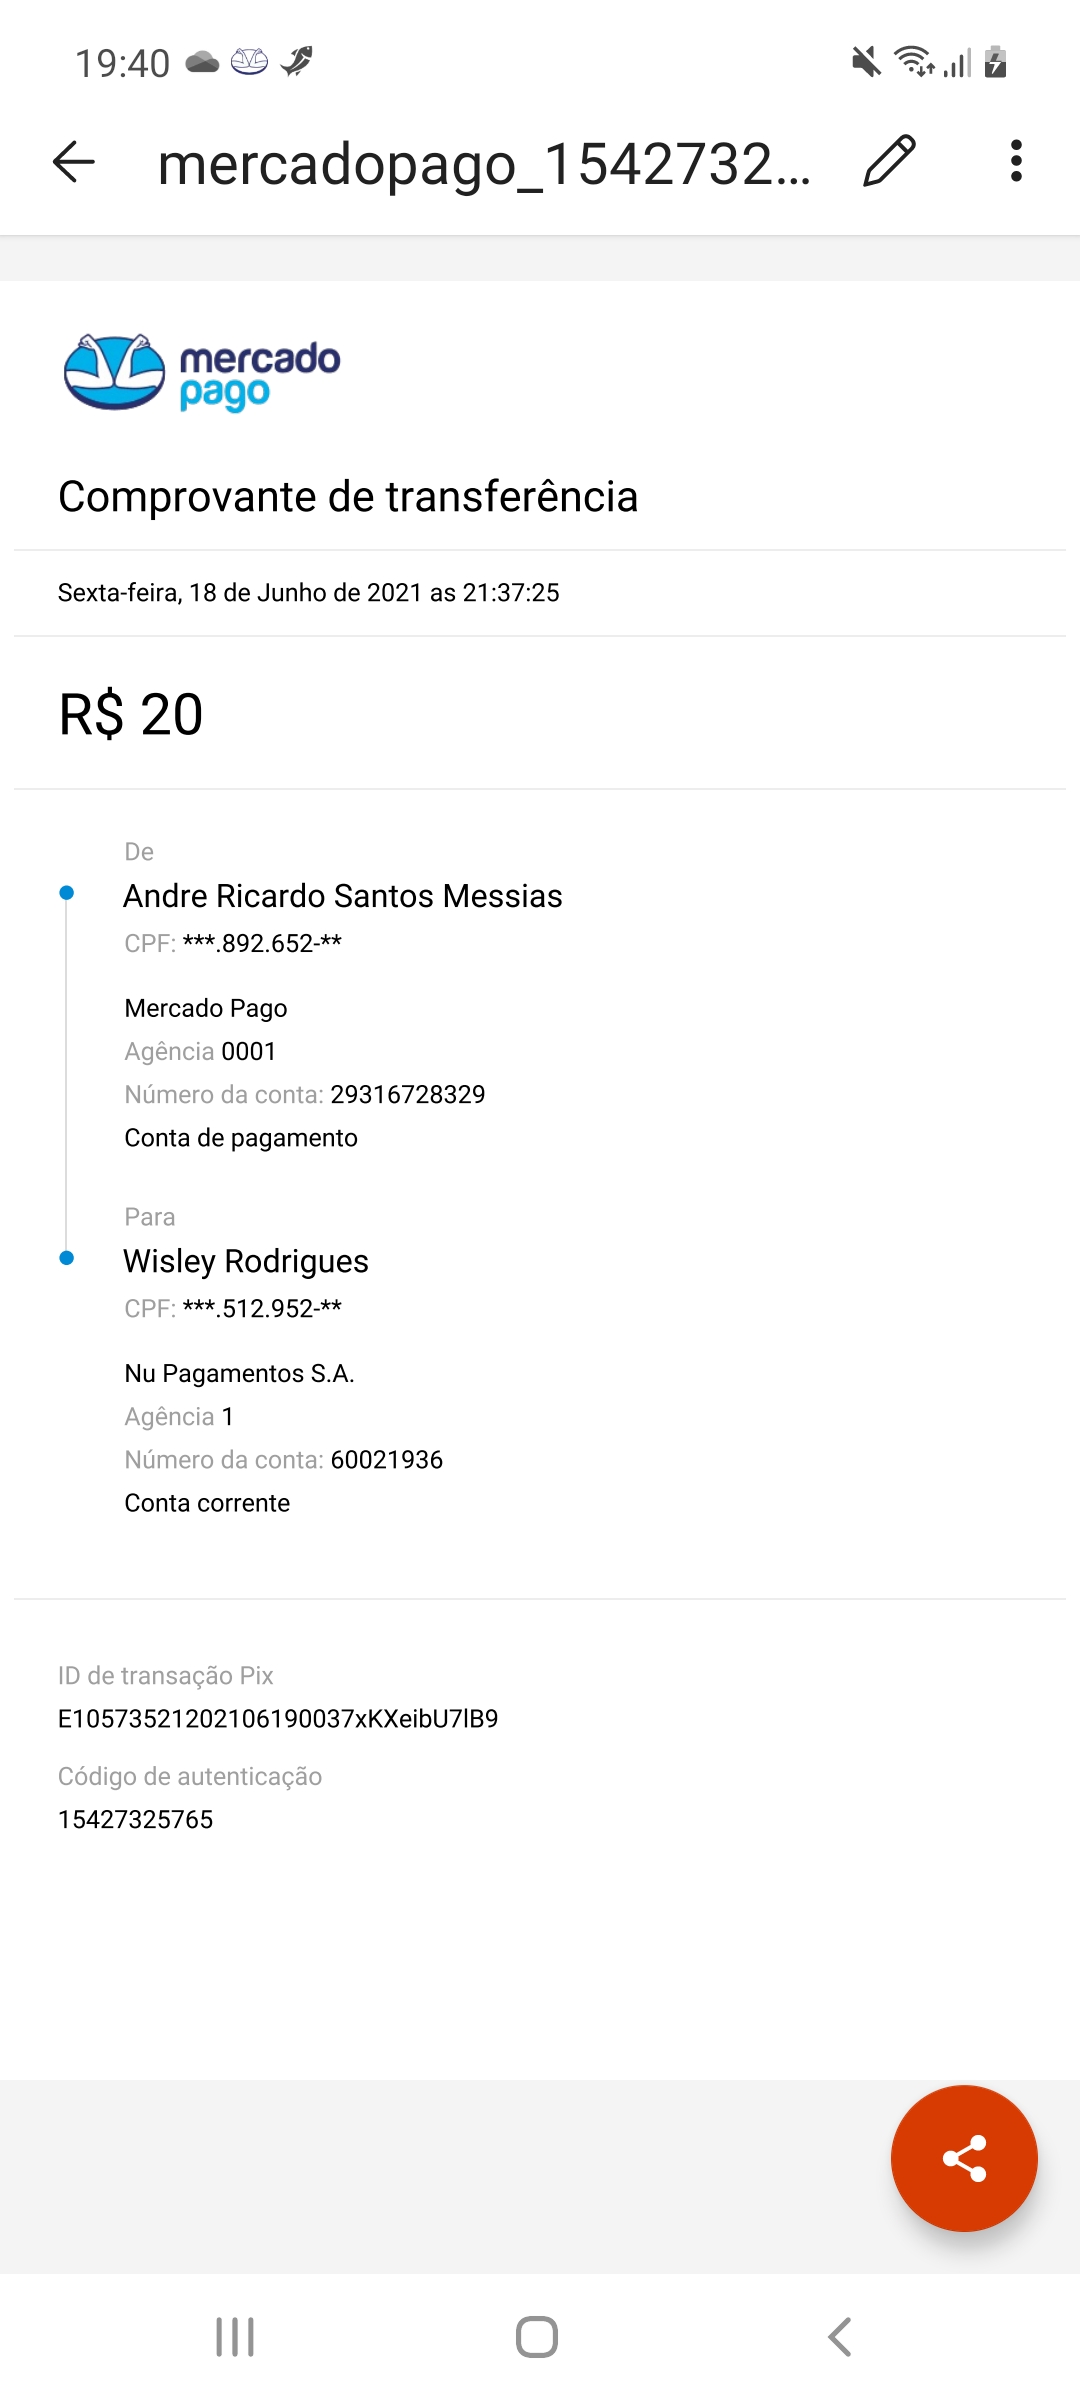 19:40
mercadopago_1542732...
mercado
pago
Comprovante de transferência
Sexta-feira, 18 de Junho de 2021 as 21:37:25
R$ 20
De
Andre Ricardo Santos Messias
CPF: ***.892.652-**
Mercado Pago
Agência 0001
Número da conta: 29316728329
Conta de pagamento
Para
Wisley Rodrigues
CPF: ***.512.952-**
Nu Pagamentos S.A.
Agência 1
Número da conta: 60021936
Conta corrente
ID de transação Pix
E10573521202106190037xKXeibU7lB9
Código de autenticação
15427325765